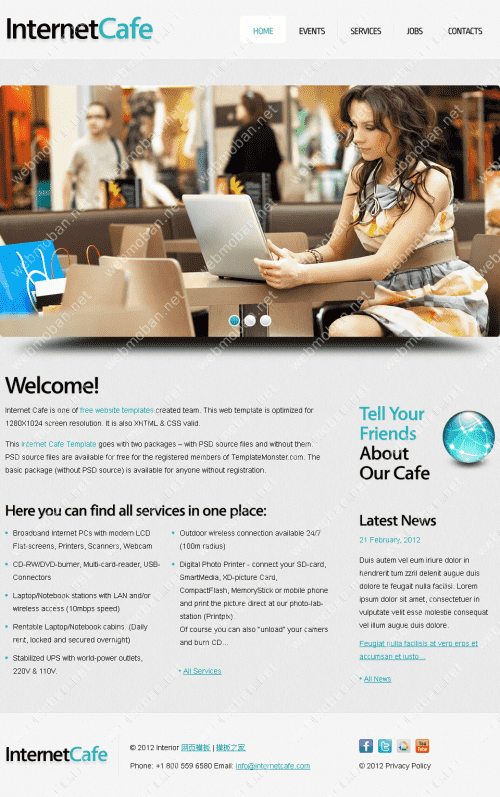 InternetCafe
HOME EVENTS SERVICES JOBS CONTACTS
webmoban.net
Welcome!
Internet Cafe is one of free website templates created team. This web template is optimized for
1280X1024 screen resolution. It is also XHTML & CSS valid.
This Internet Cafe Template goes with two packages – with PSD source files and without them.
PSD source files are available for free for the registered members of TemplateMonster.com. The
basic package (without PSD source) is available for anyone without registration.
Tell Your
Friends
About
Our Cafe
Here you can find all services in one place:
Broadband Internet PCs with modern LCD
Flat-screens, Printers, Scanners, Webcam
CD-RW/DVD-burner, Multi-card-reader, USB-
Connectors
Laptop/Notebook stations with LAN and/or
wireless access (10mbps speed)
Rentable Laptop/Notebook cabins. (Daily
rent, locked and secured overnight)
Stabilized UPS with world-power outlets,
220V & 110V.
Outdoor wireless connection available 24/7
(100m radius)
Digital Photo Printer - connect your SD-card,
SmartMedia, XD-picture Card,
CompactFlash, MemoryStick or mobile phone
and print the picture direct at our photo-lab-
station (Printpix)
Of course you can also "unload" your camera
and burn CD...
All Services
Latest News
21 February, 2012
Duis autem vel eum iriure dolor in
hendrerit tum zzril delenit augue duis
dolore te feugait nulla facilisi. Lorem
ipsum dolor sit amet, consectetuer in
vulputate velit esse molestie consequat
vel illum augue duis dolore.
Feugiat nulla facilisis at vero eros et
accumsan et iusto...
All News
InternetCafe
© 2012 Interior 网页模板 | 模板之家
Phone: +1 800 559 6580 Email: info@internetcafe.com
You Tube
© 2012 Privacy Policy